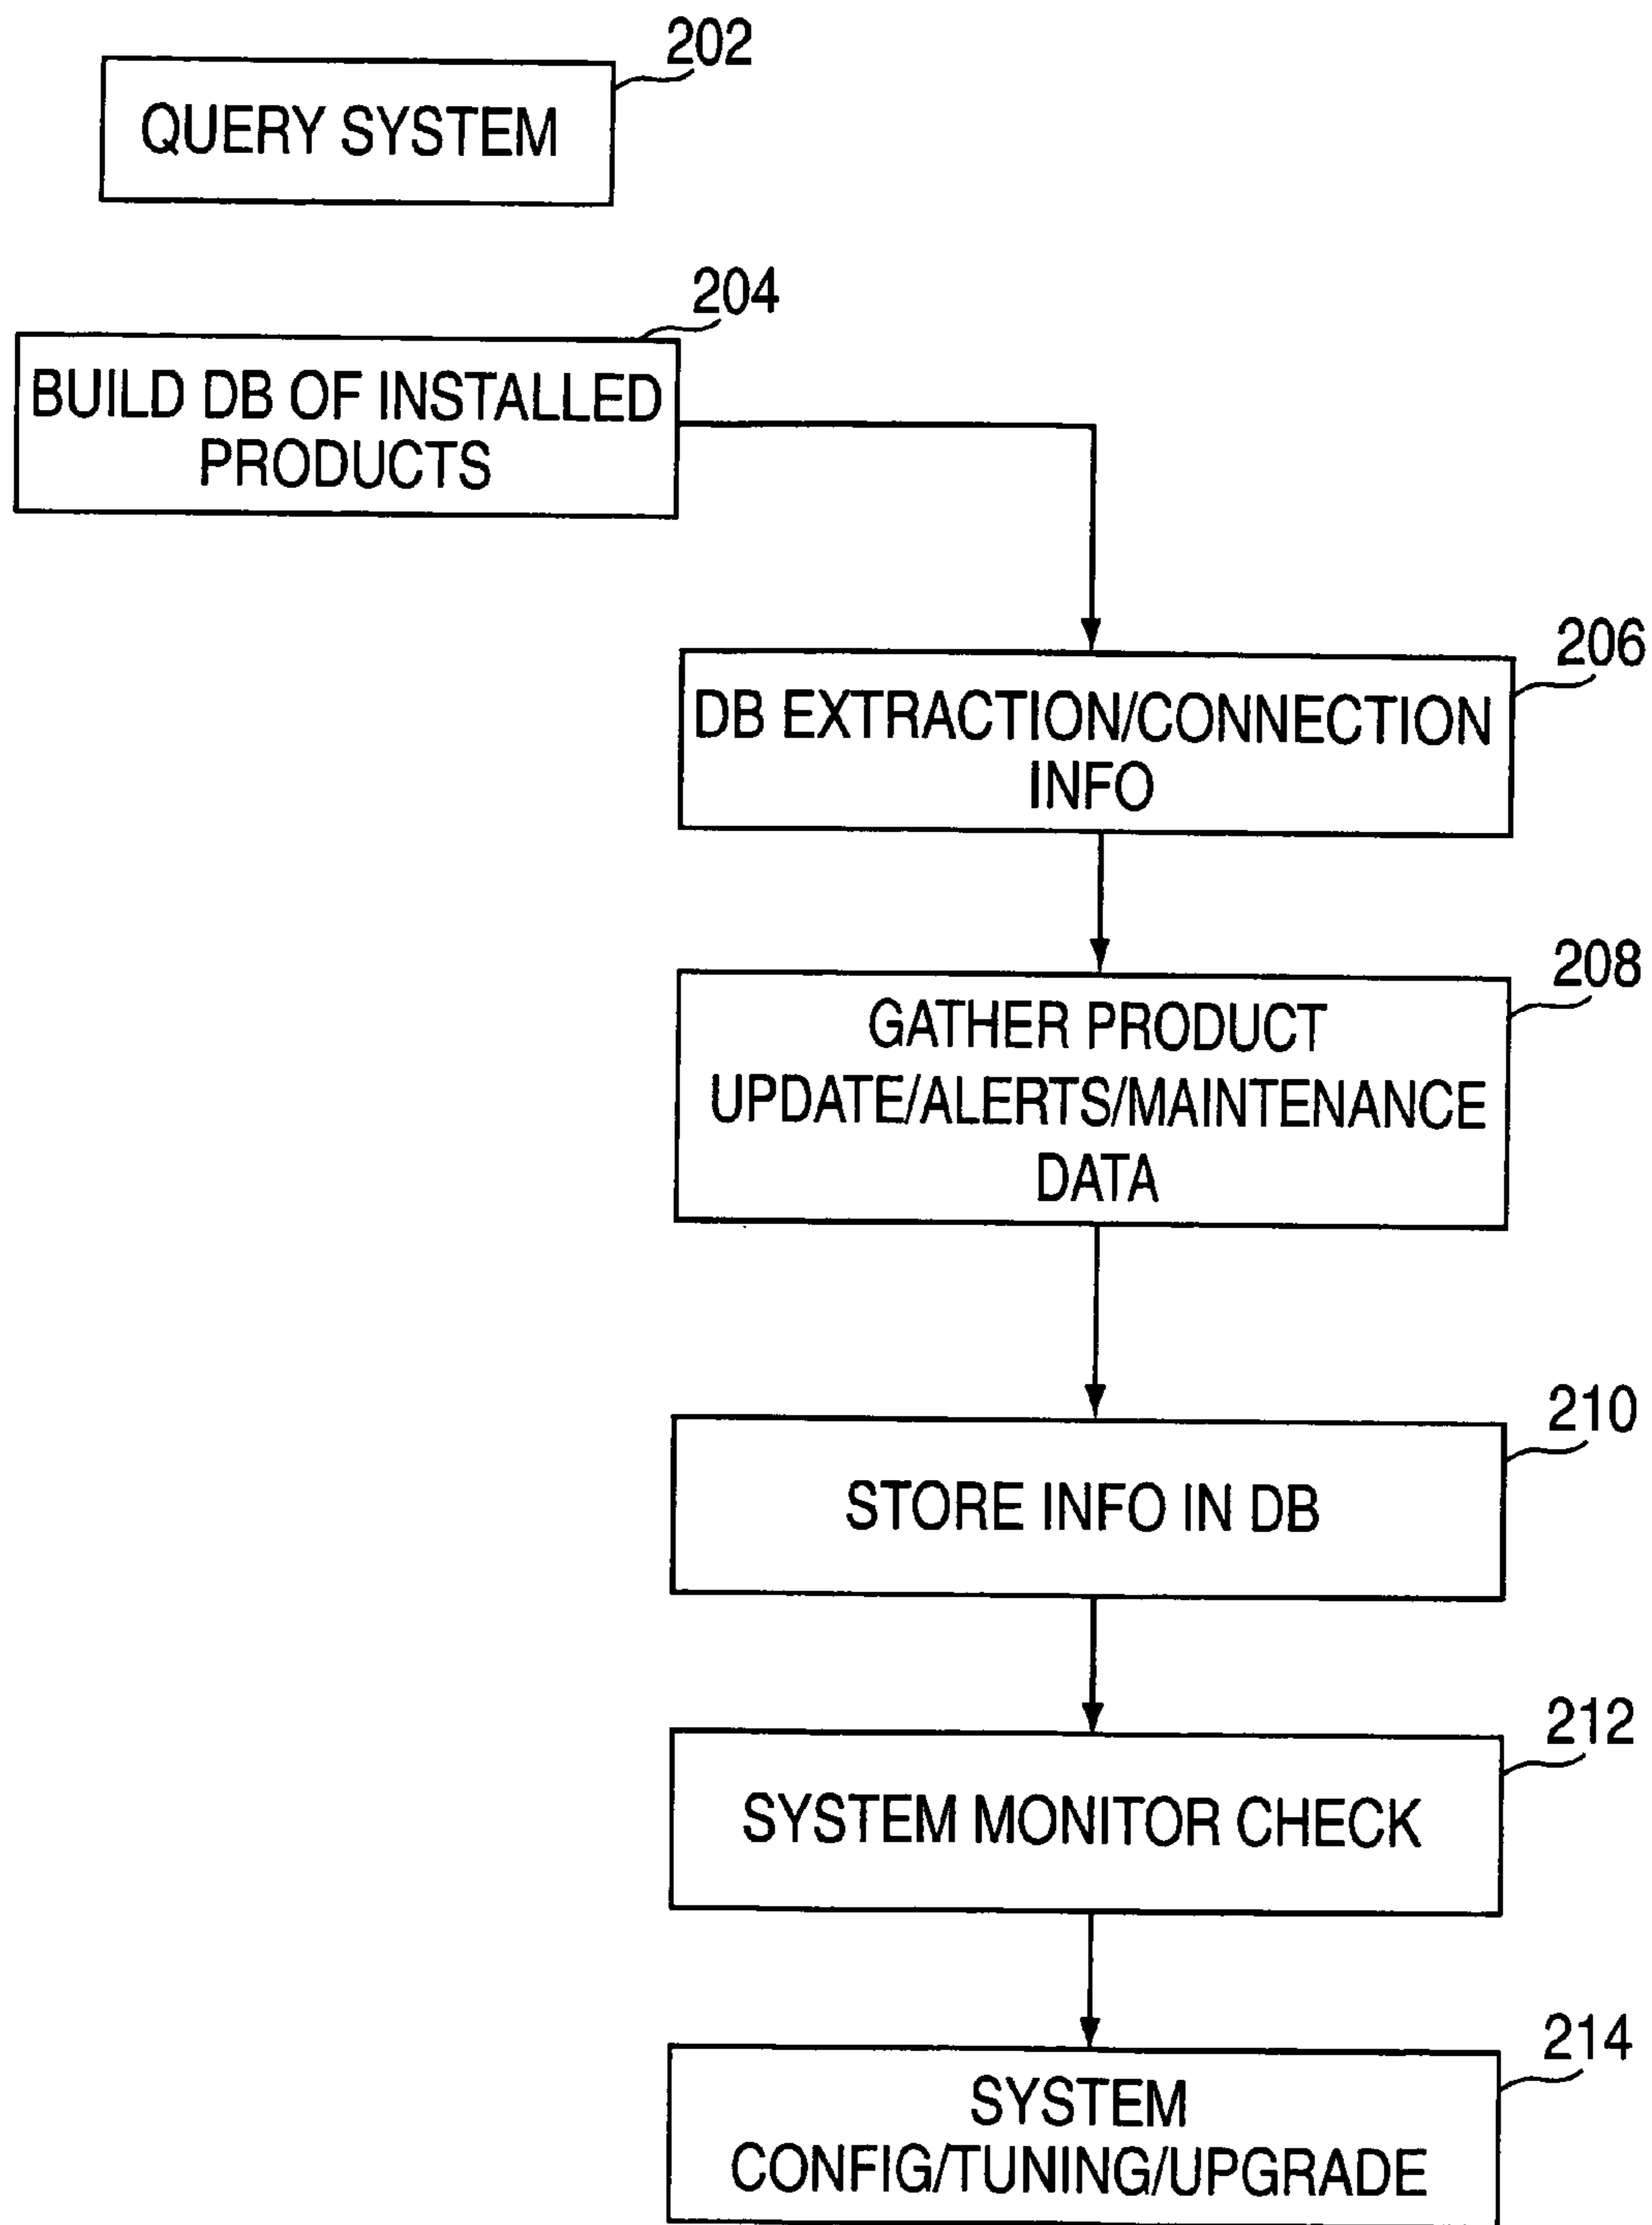 202
QUERY SYSTEM
204
BUILD DB OF INSTALLED
PRODUCTS
206
DB EXTRACTION/CONNECTION
INFO
208
GATHER PRODUCT
UPDATE/ALERTS/MAINTENANCE
DATA
210
STORE INFO IN DB
212
SYSTEM MONITOR CHECK
214
SYSTEM
CONFIG/TUNING/UPGRADE